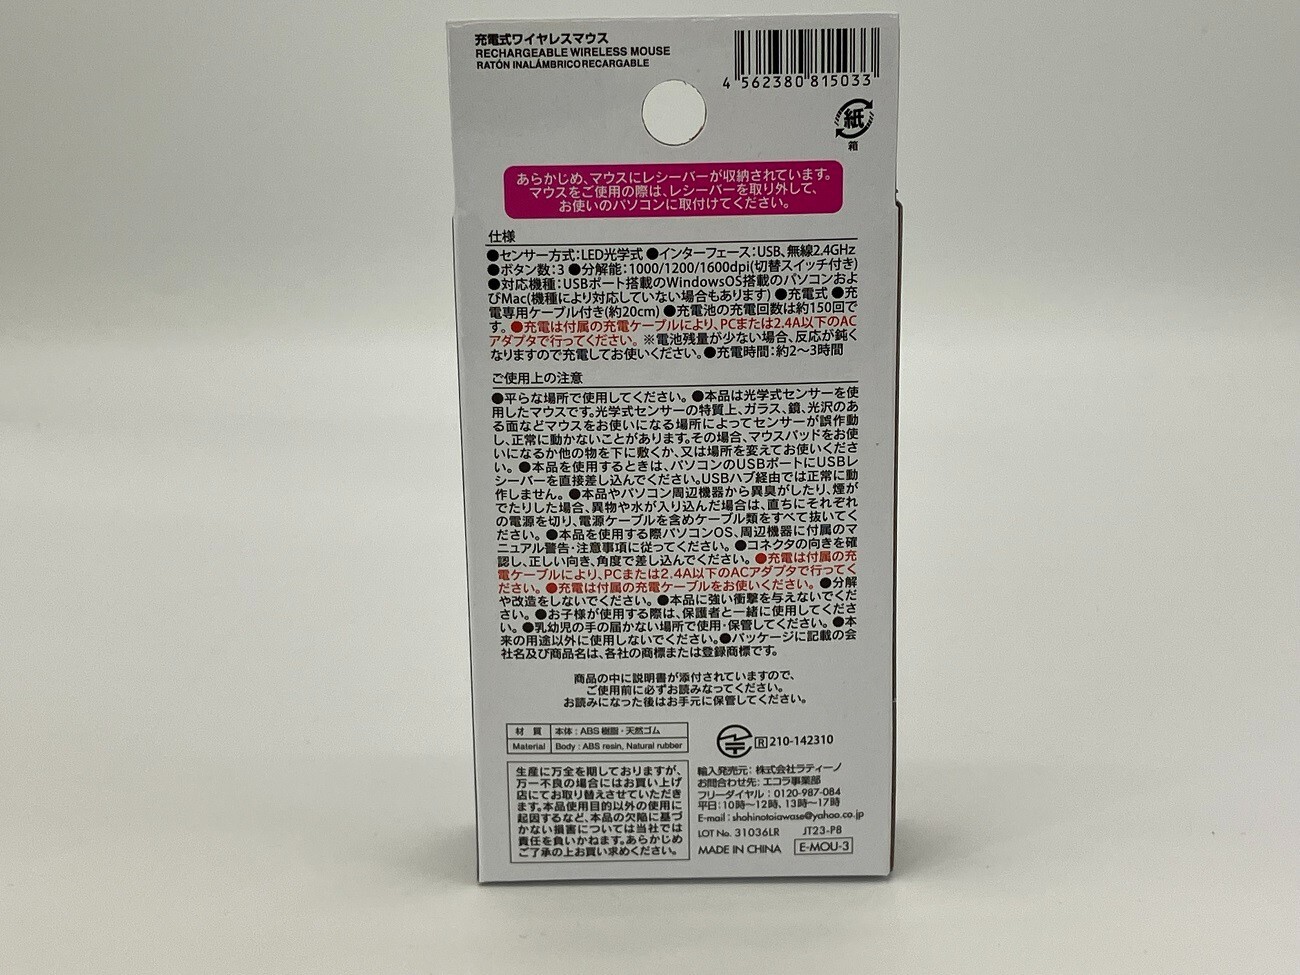 充電式ワイヤレスマウス
RECHARGEABLE WIRELESS MOUSE
RATÓN INALÁMBRICO RECARGABLE
4 562380 815033
紙
箱
あらかじめ、マウスにレシーバーが収納されています。
マウスをご使用の際は、レシーバーを取り外して、
お使いのパソコンに取付けてください。
仕様
●センサー方式：LED光学式 ●インターフェース：USB、無線2.4GHz
●ボタン数：3 ●分解能：1000/1200/1600dpi(切替スイッチ付き)
●対応機種：USBポート搭載のWindowsOS搭載のパソコンおよ
びMac(機種により対応していない場合もあります) ●充電式 ●充
電専用ケーブル付き(約20cm) ●充電池の充電回数は約150回で
す。●充電は付属の充電ケーブルにより、PCまたは2.4A以下のAC
アダプタで行ってください。※電池残量が少ない場合、反応が鈍く
なりますので充電してお使いください。●充電時間：約2〜3時間
ご使用上の注意
●平らな場所で使用してください。●本品は光学式センサーを使
用したマウスです。光学式センサーの特質上、ガラス、鏡、光沢のあ
る面などマウスをお使いになる場所によってセンサーが誤作動
し、正常に動かないことがあります。その場合、マウスパッドをお使
いになるか他の物を下に敷くか、又は場所を変えてお使いくださ
い。●本品を使用するときは、パソコンのUSBポートにUSBレ
シーバーを直接差し込んでください。USBハブ経由では正常に動
作しません。●本品やパソコン周辺機器から異臭がしたり、煙が
でたりした場合、異物や水が入り込んだ場合は、直ちにそれぞれ
の電源を切り、電源ケーブルを含めケーブル類をすべて抜いてく
ださい。●本品を使用する際パソコンOS、周辺機器に付属のマ
ニュアル警告・注意事項に従ってください。●コネクタの向きを確
認し、正しい向き、角度で差し込んでください。●充電は付属の充
電ケーブルにより、PCまたは2.4A以下のACアダプタで行ってく
ださい。●充電は付属の充電ケーブルをお使いください。●分解
や改造をしないでください。●本品に強い衝撃を与えないでくだ
さい。●お子様が使用する際は、保護者と一緒に使用してくださ
い。●乳幼児の手の届かない場所で使用・保管してください。●本
来の用途以外に使用しないでください。●パッケージに記載の会
社名及び商品名は、各社の商標または登録商標です。
商品の中に説明書が添付されていますので、
ご使用前に必ずお読みなってください。
お読みになった後はお手元に保管してください。
材質 本体：ABS樹脂・天然ゴム
Material Body : ABS resin, Natural rubber
R 210-142310
生産に万全を期しておりますが、
万一不良の場合にはお買い上げ
店にてお取り替えさせていただき
ます。本品使用目的以外の使用に
起因するなど、本品の欠陥に基づ
かない損害については当社では
責任を負いかねます。あらかじめ
ご了承の上お買い求めください。
輸入発売元：株式会社ラティーノ
お問合わせ先：エコラ事業部
フリーダイヤル：0120-987-084
平日：10時〜12時、13時〜17時
E-mail : shohinotoiawase@yahoo.co.jp
LOT No. 31036LR JT23-P8
MADE IN CHINA E-MOU-3